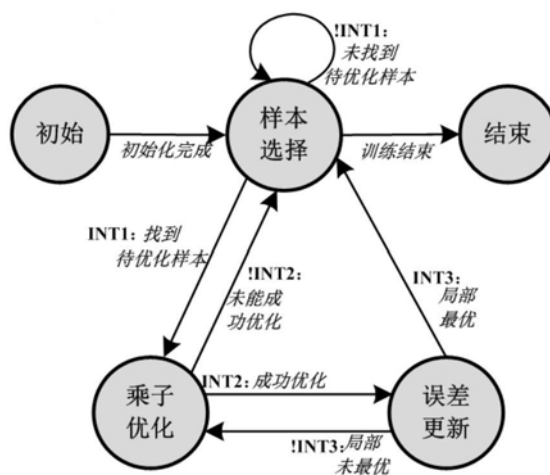 !INT1:
未找到
待优化样本
初始
样本
选择
结束
初始化完成
训练结束
INT1: 找到
待优化样本
!INT2:
未能成
功优化
INT3:
局部
最优
乘子
优化
INT2: 成功优化
误差
更新
!INT3: 局部
未最优